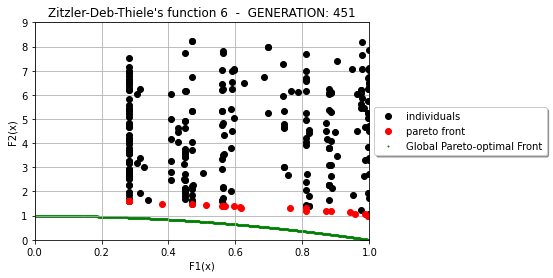 Zitzler-Deb-Thiele's function 6 - GENERATION: 451
9
8
7
6
5
4
3
2
1
0
F2(x)
0.0 0.2 0.4 0.6 0.8 1.0
F1(x)
individuals
pareto front
Global Pareto-optimal Front